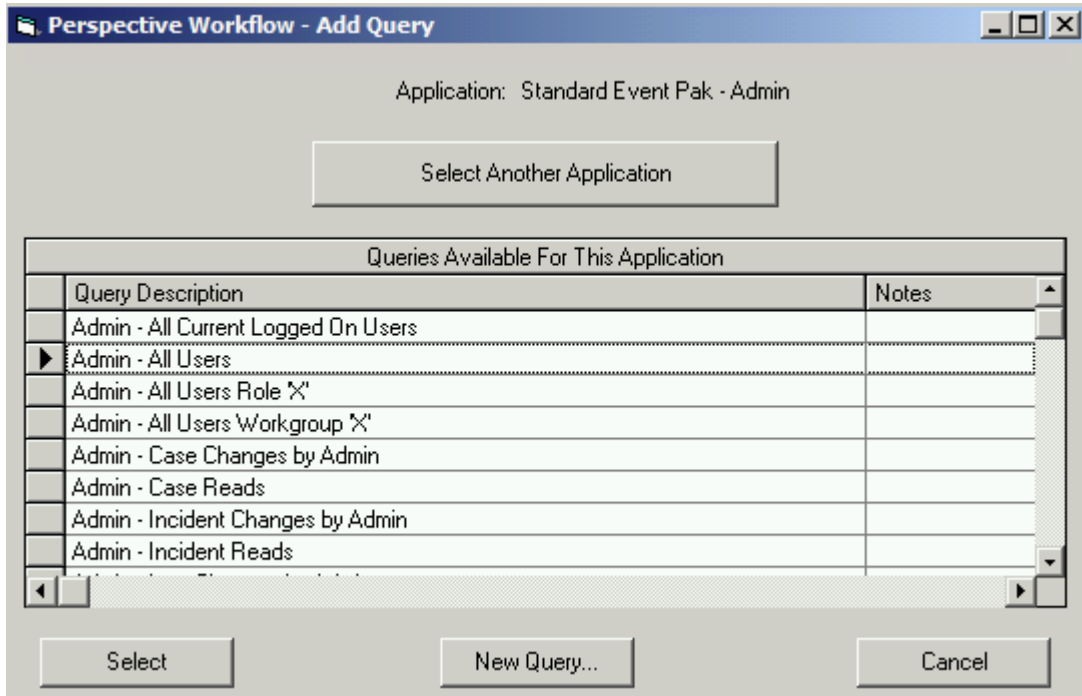 Perspective Workflow - Add Query
Application: Standard Event Pak - Admin
Select Another Application
Queries Available For This Application
Query Description Notes
Admin - All Current Logged On Users
Admin - All Users
Admin - All Users Role 'X'
Admin - All Users Workgroup 'X'
Admin - Case Changes by Admin
Admin - Case Reads
Admin - Incident Changes by Admin
Admin - Incident Reads
Select New Query... Cancel